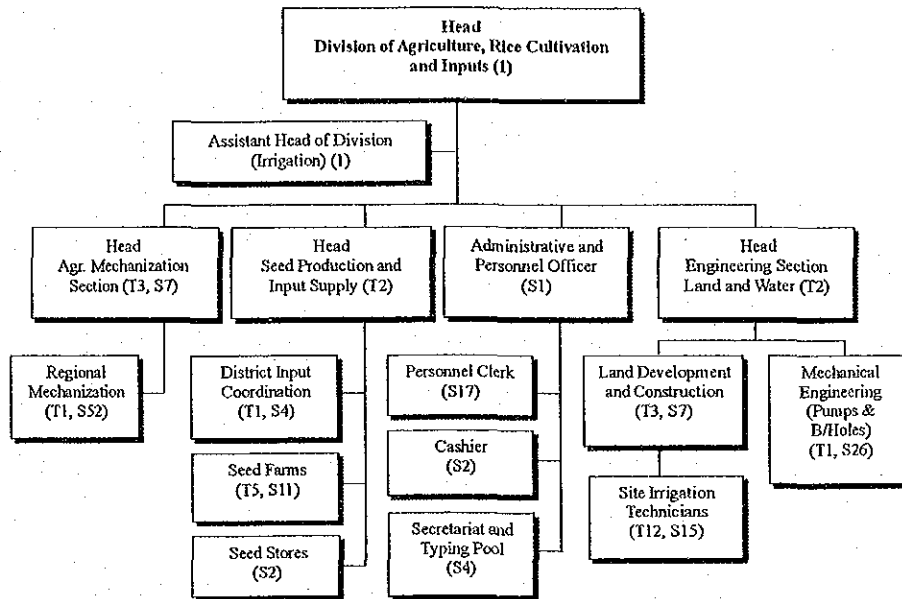 Head
Division of Agriculture, Rice Cultivation
and Inputs (1)
Assistant Head of Division
(Irrigation) (1)
Head
Agr. Mechanization
Section (T3, S7)
Head
Seed Production and
Input Supply (T2)
Administrative and
Personnel Officer
(S1)
Head
Engineering Section
Land and Water (T2)
Regional
Mechanization
(T1, S52)
District Input
Coordination
(T1, S4)
Seed Farms
(T5, S11)
Seed Stores
(S2)
Personnel Clerk
(S17)
Cashier
(S2)
Secretariat and
Typing Pool
(S4)
Land Development
and Construction
(T3, S7)
Site Irrigation
Technicians
(T12, S15)
Mechanical
Engineering
(Pumps &
B/Holes)
(T1, S26)